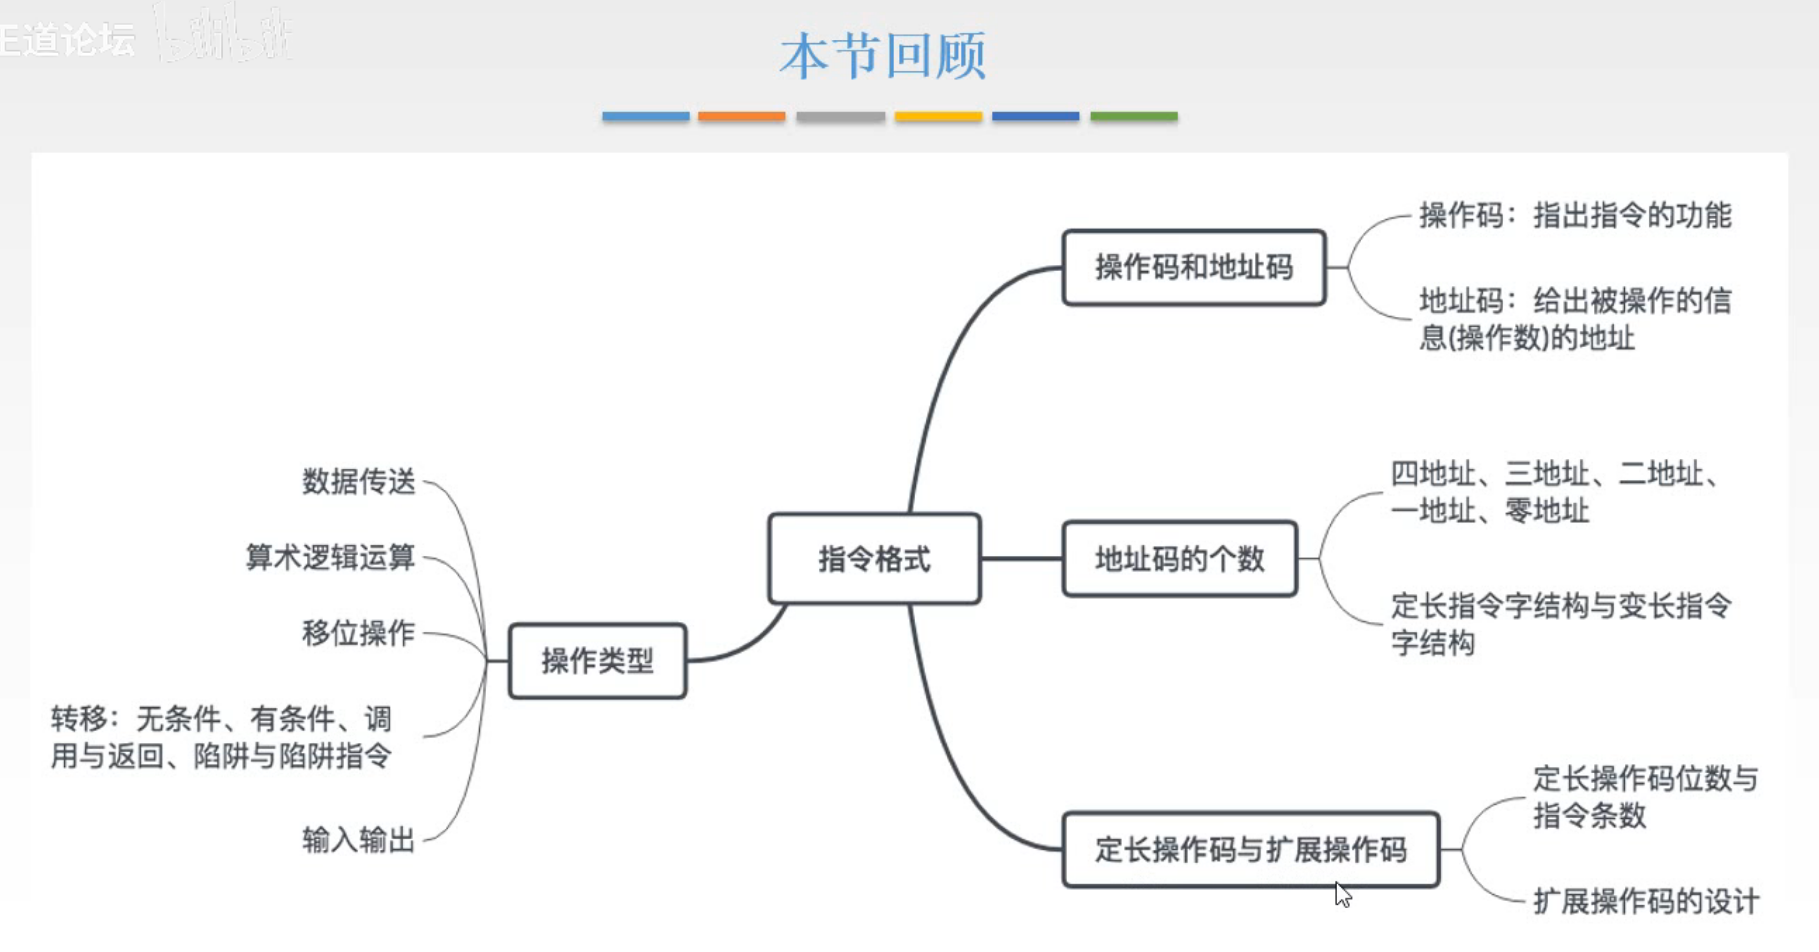 王道论坛 bilibili
本节回顾
操作码：指出指令的功能
操作码和地址码
地址码：给出被操作的信
息(操作数)的地址
四地址、三地址、二地址、
一地址、零地址
数据传送
算术逻辑运算
指令格式
地址码的个数
定长指令字结构与变长指令
字结构
移位操作
操作类型
转移：无条件、有条件、调
用与返回、陷阱与陷阱指令
定长操作码位数与
指令条数
输入输出
定长操作码与扩展操作码
扩展操作码的设计